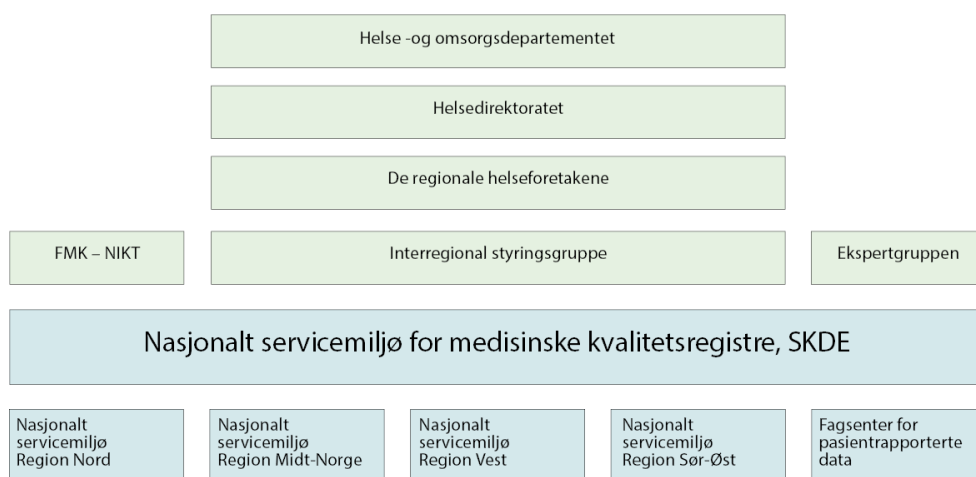 Helse -og omsorgsdepartementet
Helsedirektoratet
De regionale helseforetakene
FMK – NIKT
Interregional styringsgruppe
Ekspertgruppen
Nasjonalt servicemiljø for medisinske kvalitetsregistre, SKDE
Nasjonalt
servicemiljø
Region Nord
Nasjonalt
servicemiljø
Region Midt-Norge
Nasjonalt
servicemiljø
Region Vest
Nasjonalt
servicemiljø
Region Sør-Øst
Fagsenter for
pasientrapporterte
data